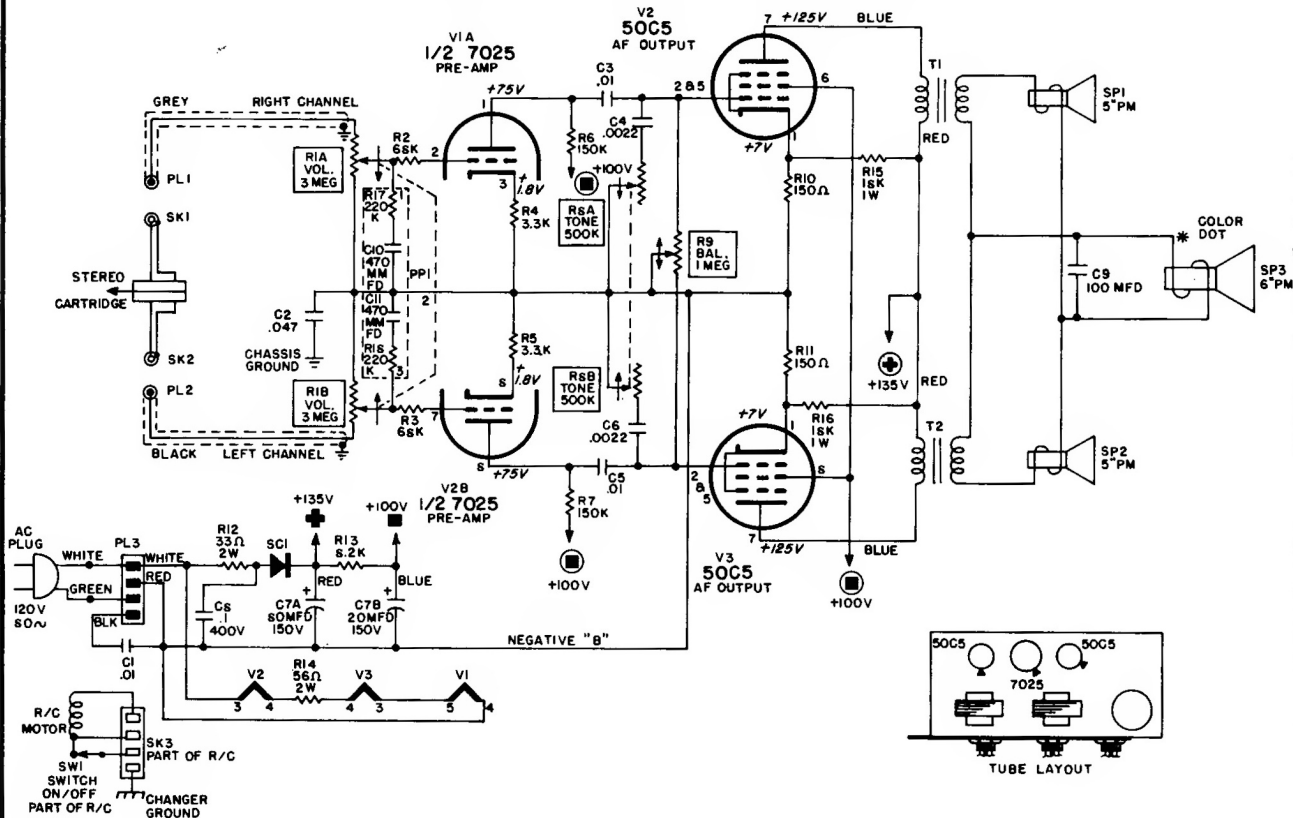 V1A
1/2 7025
PRE-AMP
V2
50C5
AF OUTPUT
7 +125V
BLUE
+75V
1
C3
.01
2&5
6
T1
SP1
5"PM
GREY
RIGHT CHANNEL
R2
68K
2
R6
150K
C4
.0022
+7V
1
RED
R1A
VOL.
3 MEG
3
+
1.8V
+100V
R10
150Ω
R15
18K
1W
PL1
R17
220
K
1
R4
3.3K
R8A
TONE
500K
SK1
C10
470
MM
FD
PP1
R9
BAL.
1 MEG
COLOR
DOT
*
STEREO
CARTRIDGE
2
C9
100 MFD
SP3
6"PM
C2
.047
C11
470
MM
FD
CHASSIS
GROUND
R5
3.3K
R11
150Ω
+135V
SK2
R18
220
K
3
8
+
1.8V
R8B
TONE
500K
RED
PL2
R1B
VOL.
3 MEG
+7V
1
R16
18K
1W
T2
R3
68K
7
C6
.0022
8
SP2
5"PM
BLACK
LEFT CHANNEL
8
+75V
C5
.01
2
&
5
V2B
1/2 7025
PRE-AMP
R7
150K
7
+125V
BLUE
V3
50C5
AF OUTPUT
+100V
+100V
AC
PLUG
PL3
R12
33Ω
2W
SC1
+135V
+100V
R13
8.2K
WHITE
WHITE
RED
RED
BLUE
GREEN
C8
.1
400V
+
C7A
80MFD
150V
+
C7B
20MFD
150V
120V
60~
BLK
NEGATIVE "B"
C1
.01
V2
R14
56Ω
2W
V3
V1
3
4
4
3
5
4
R/C
MOTOR
SK3
PART OF R/C
SW1
SWITCH
ON/OFF
PART OF R/C
CHANGER
GROUND
50C5
50C5
7025
TUBE LAYOUT